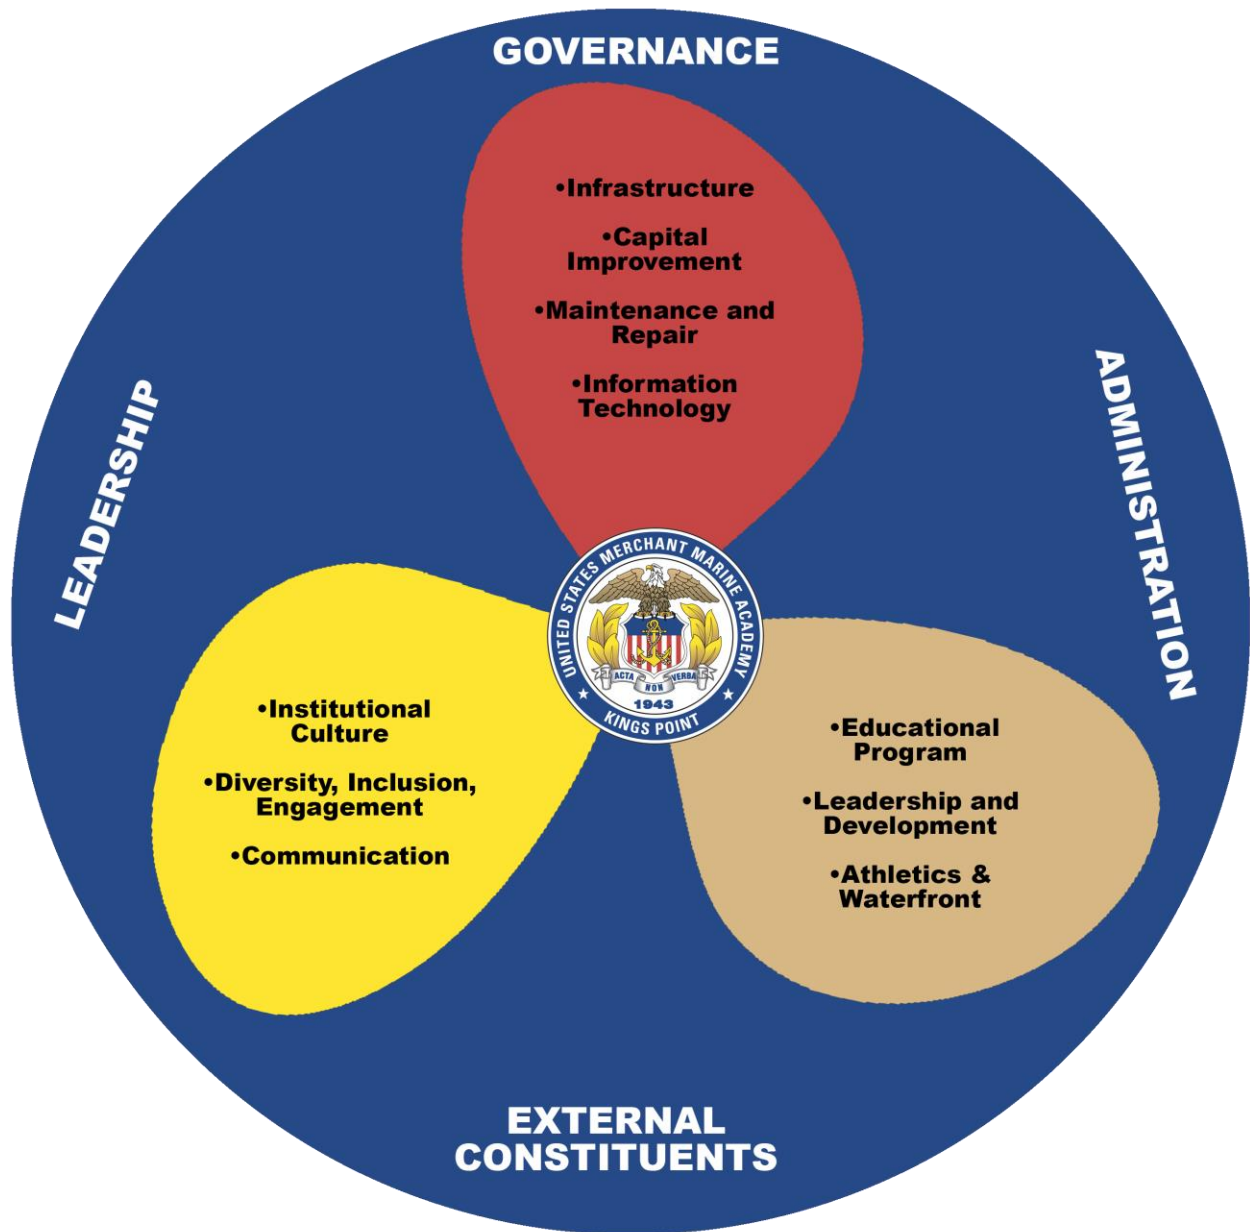 GOVERNANCE
•Infrastructure
•Capital
Improvement
•Maintenance and
Repair
•Information
Technology
LEADERSHIP
ADMINISTRATION
UNITED STATES MERCHANT MARINE ACADEMY
ACTA
NON
VERBA
1943
KINGS POINT
•Institutional
Culture
•Diversity, Inclusion,
Engagement
•Communication
•Educational
Program
•Leadership and
Development
•Athletics &
Waterfront
EXTERNAL
CONSTITUENTS